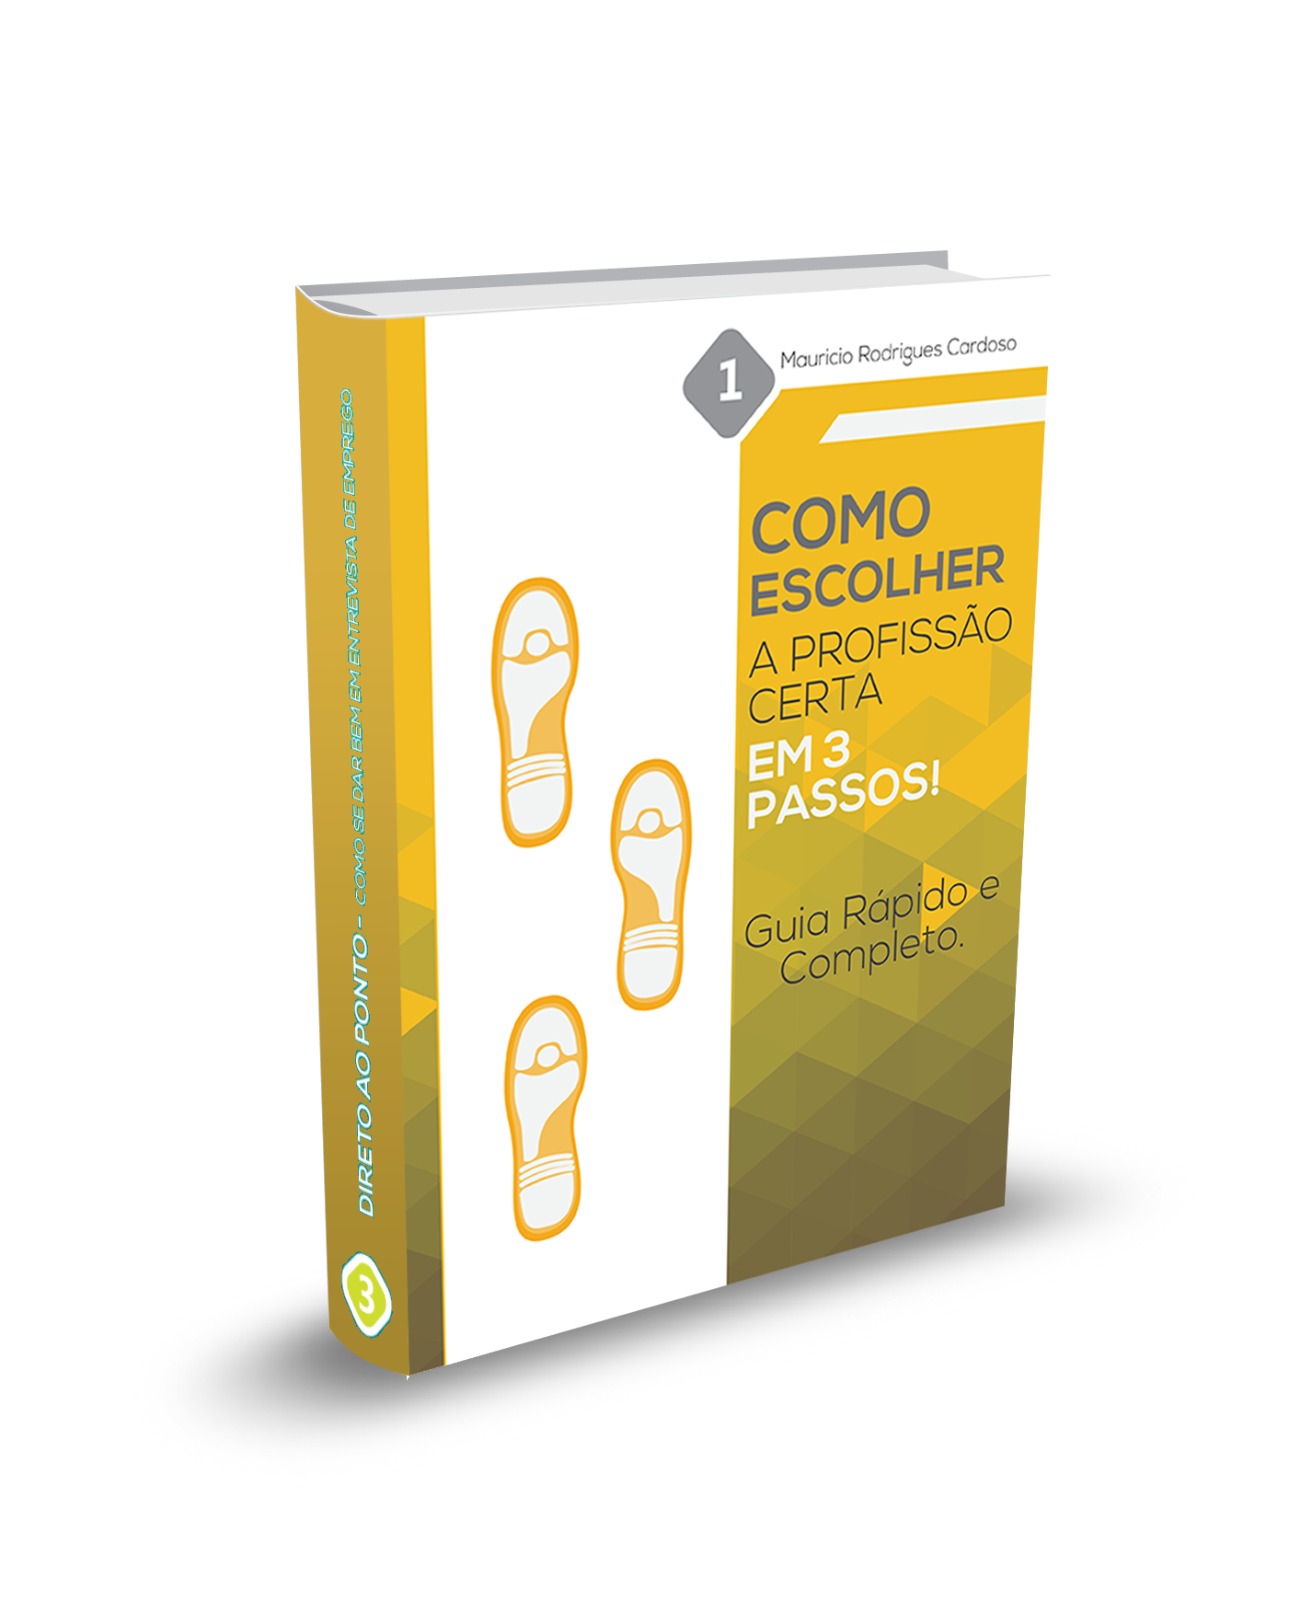 1
Mauricio Rodrigues Cardoso
COMO
ESCOLHER
A PROFISSÃO
CERTA
EM 3
PASSOS!
Guia Rápido e
Completo.
DIRETO AO PONTO - COMO SE DAR BEM EM ENTREVISTA DE EMPREGO
3